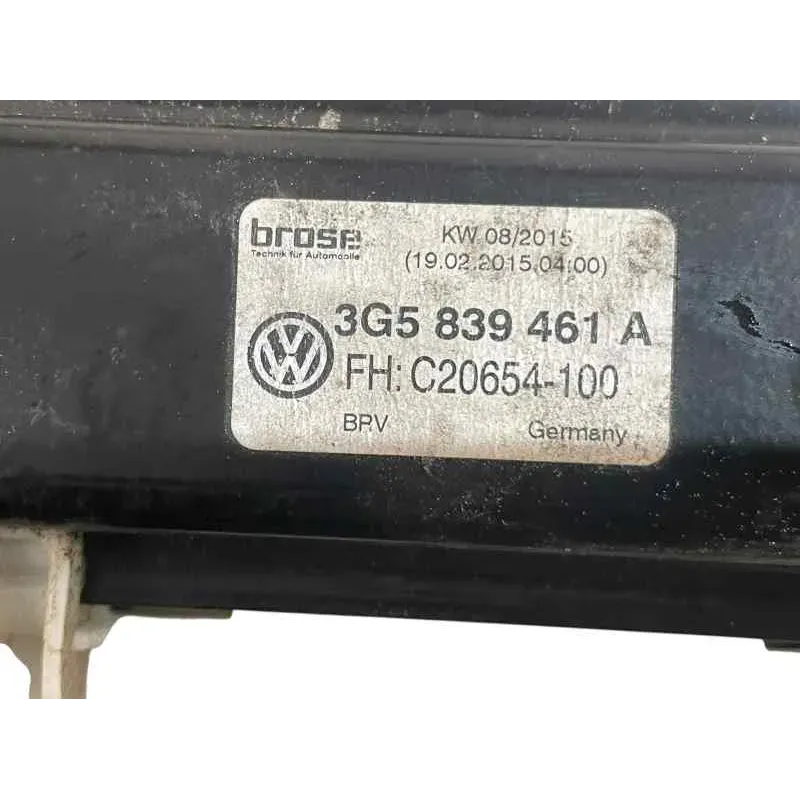 brose
Technik für Automobile
KW 08/2015
(19.02.2015,04:00)
3G5 839 461 A
FH: C20654-100
BRV
Germany